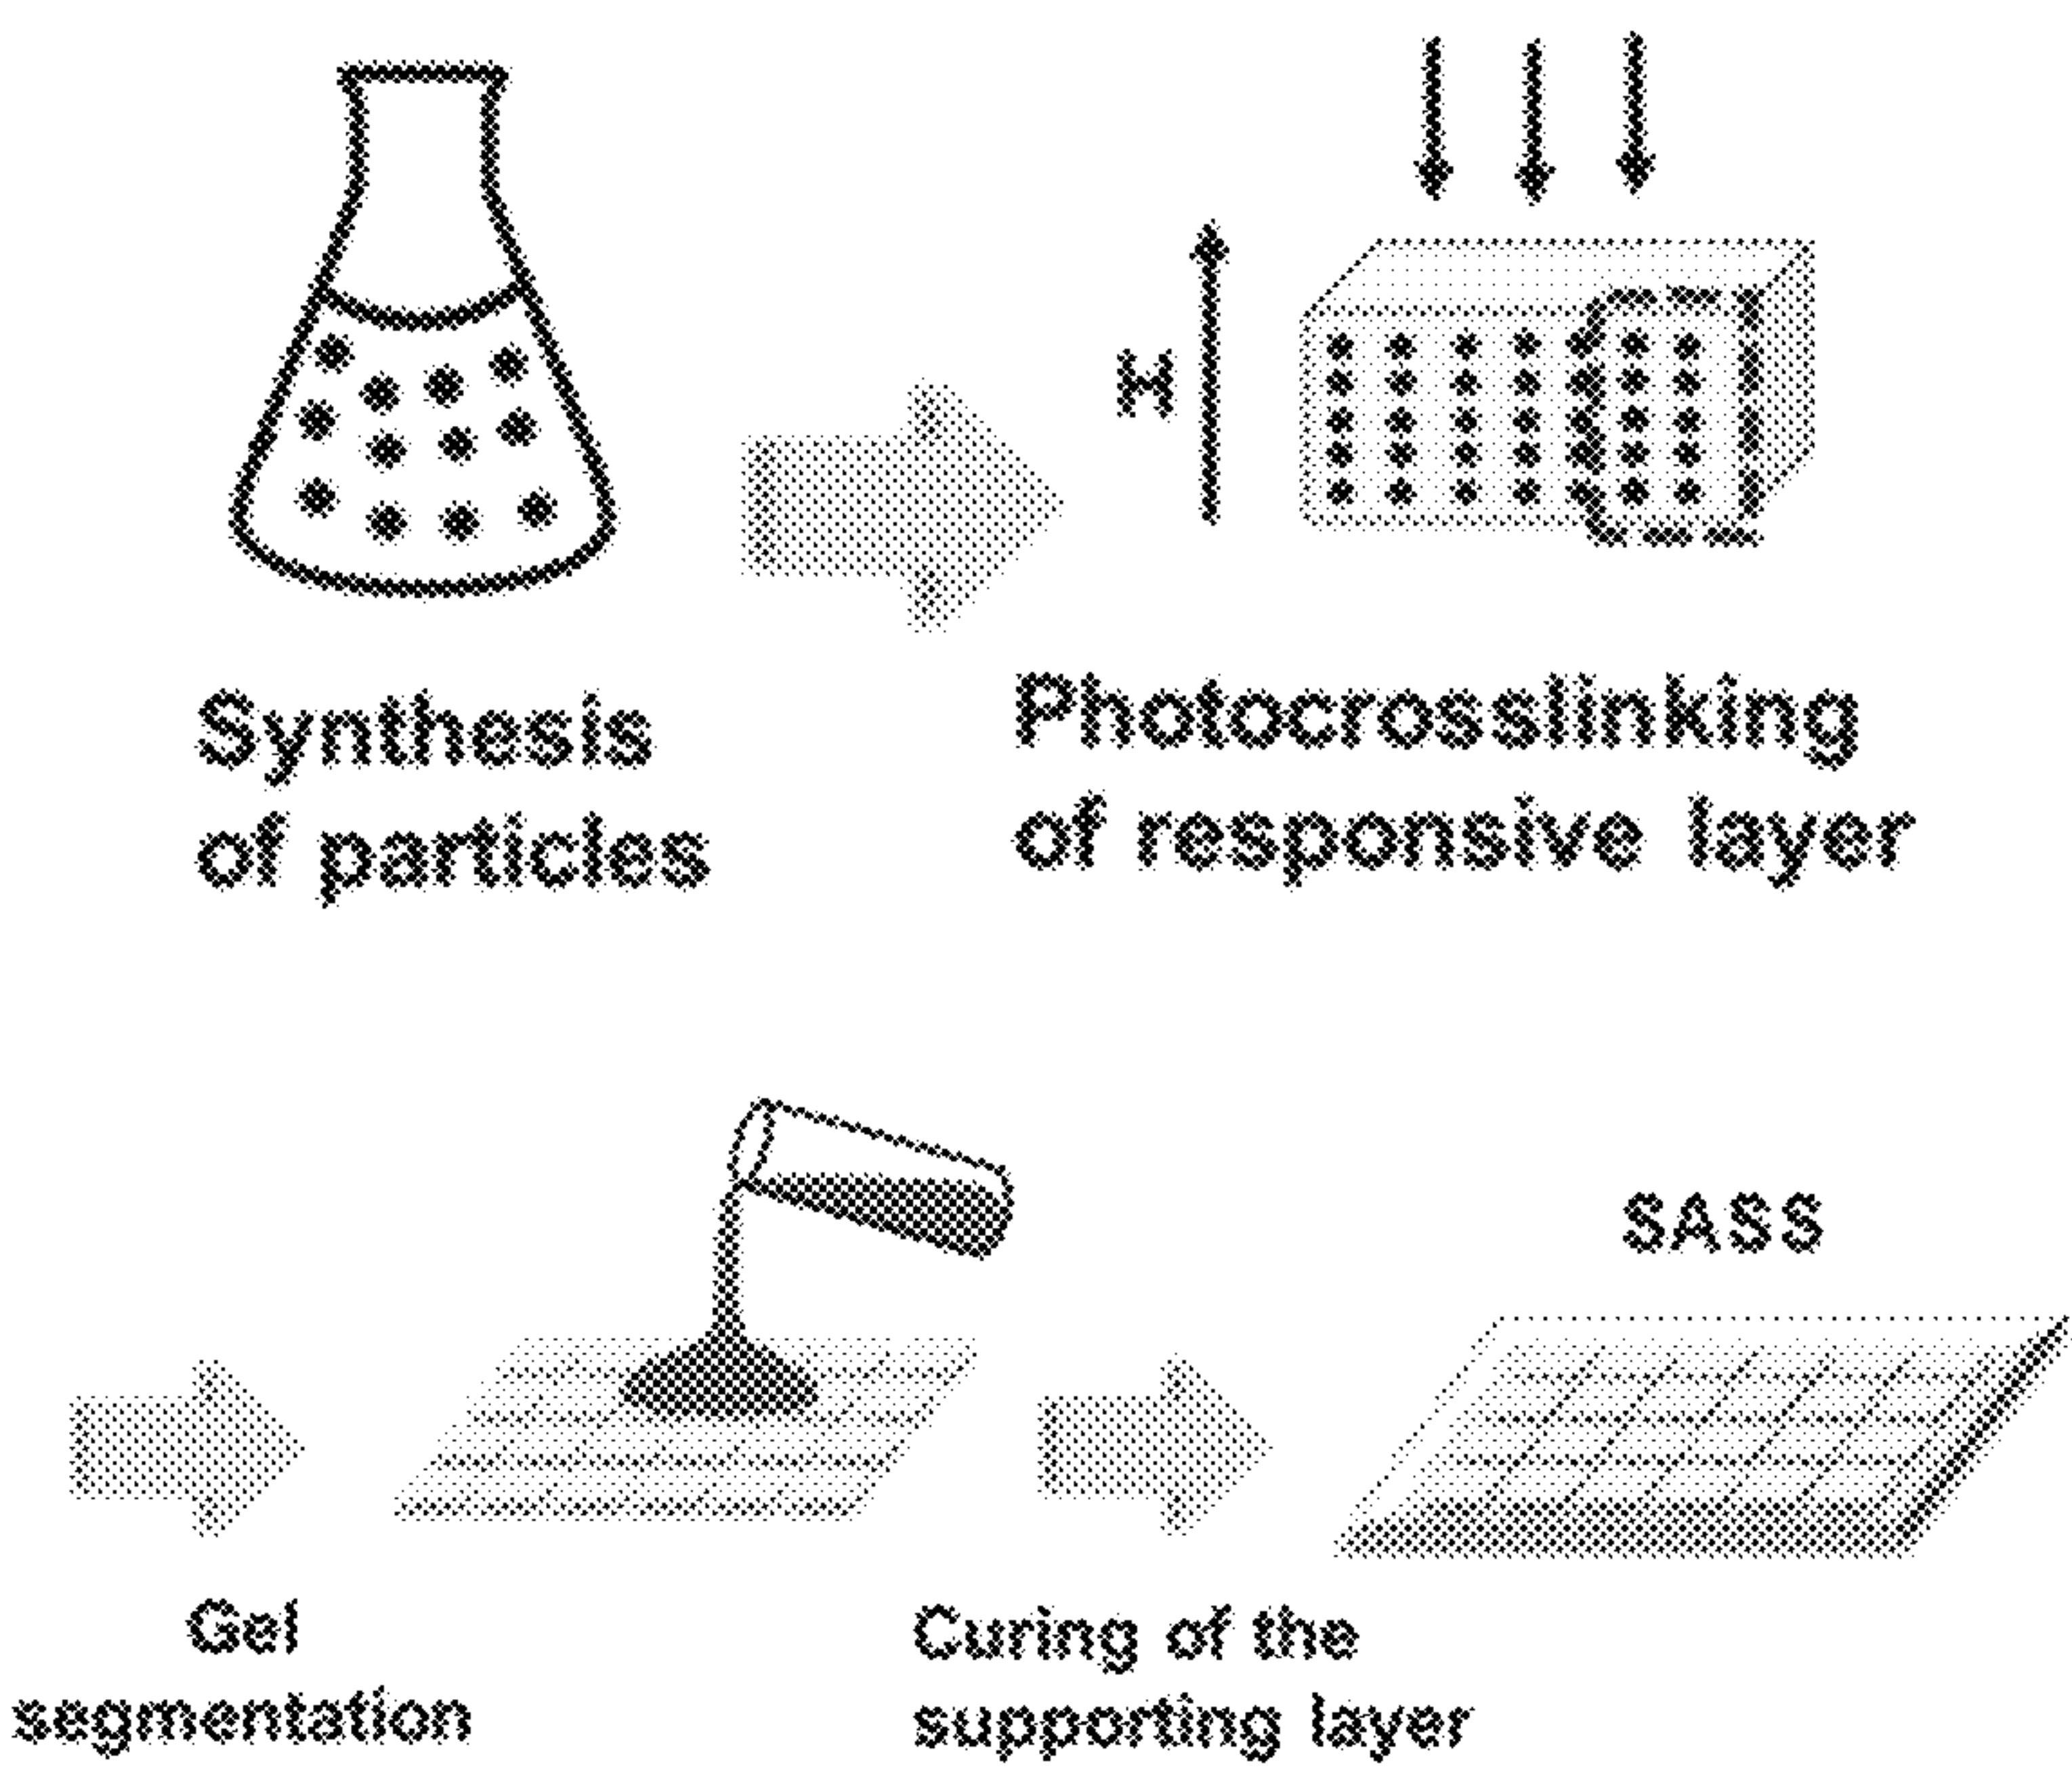 H
Synthesis
of particles
Photocrosslinking
of responsive layer
SASS
Gel
segmentation
Curing of the
supporting layer